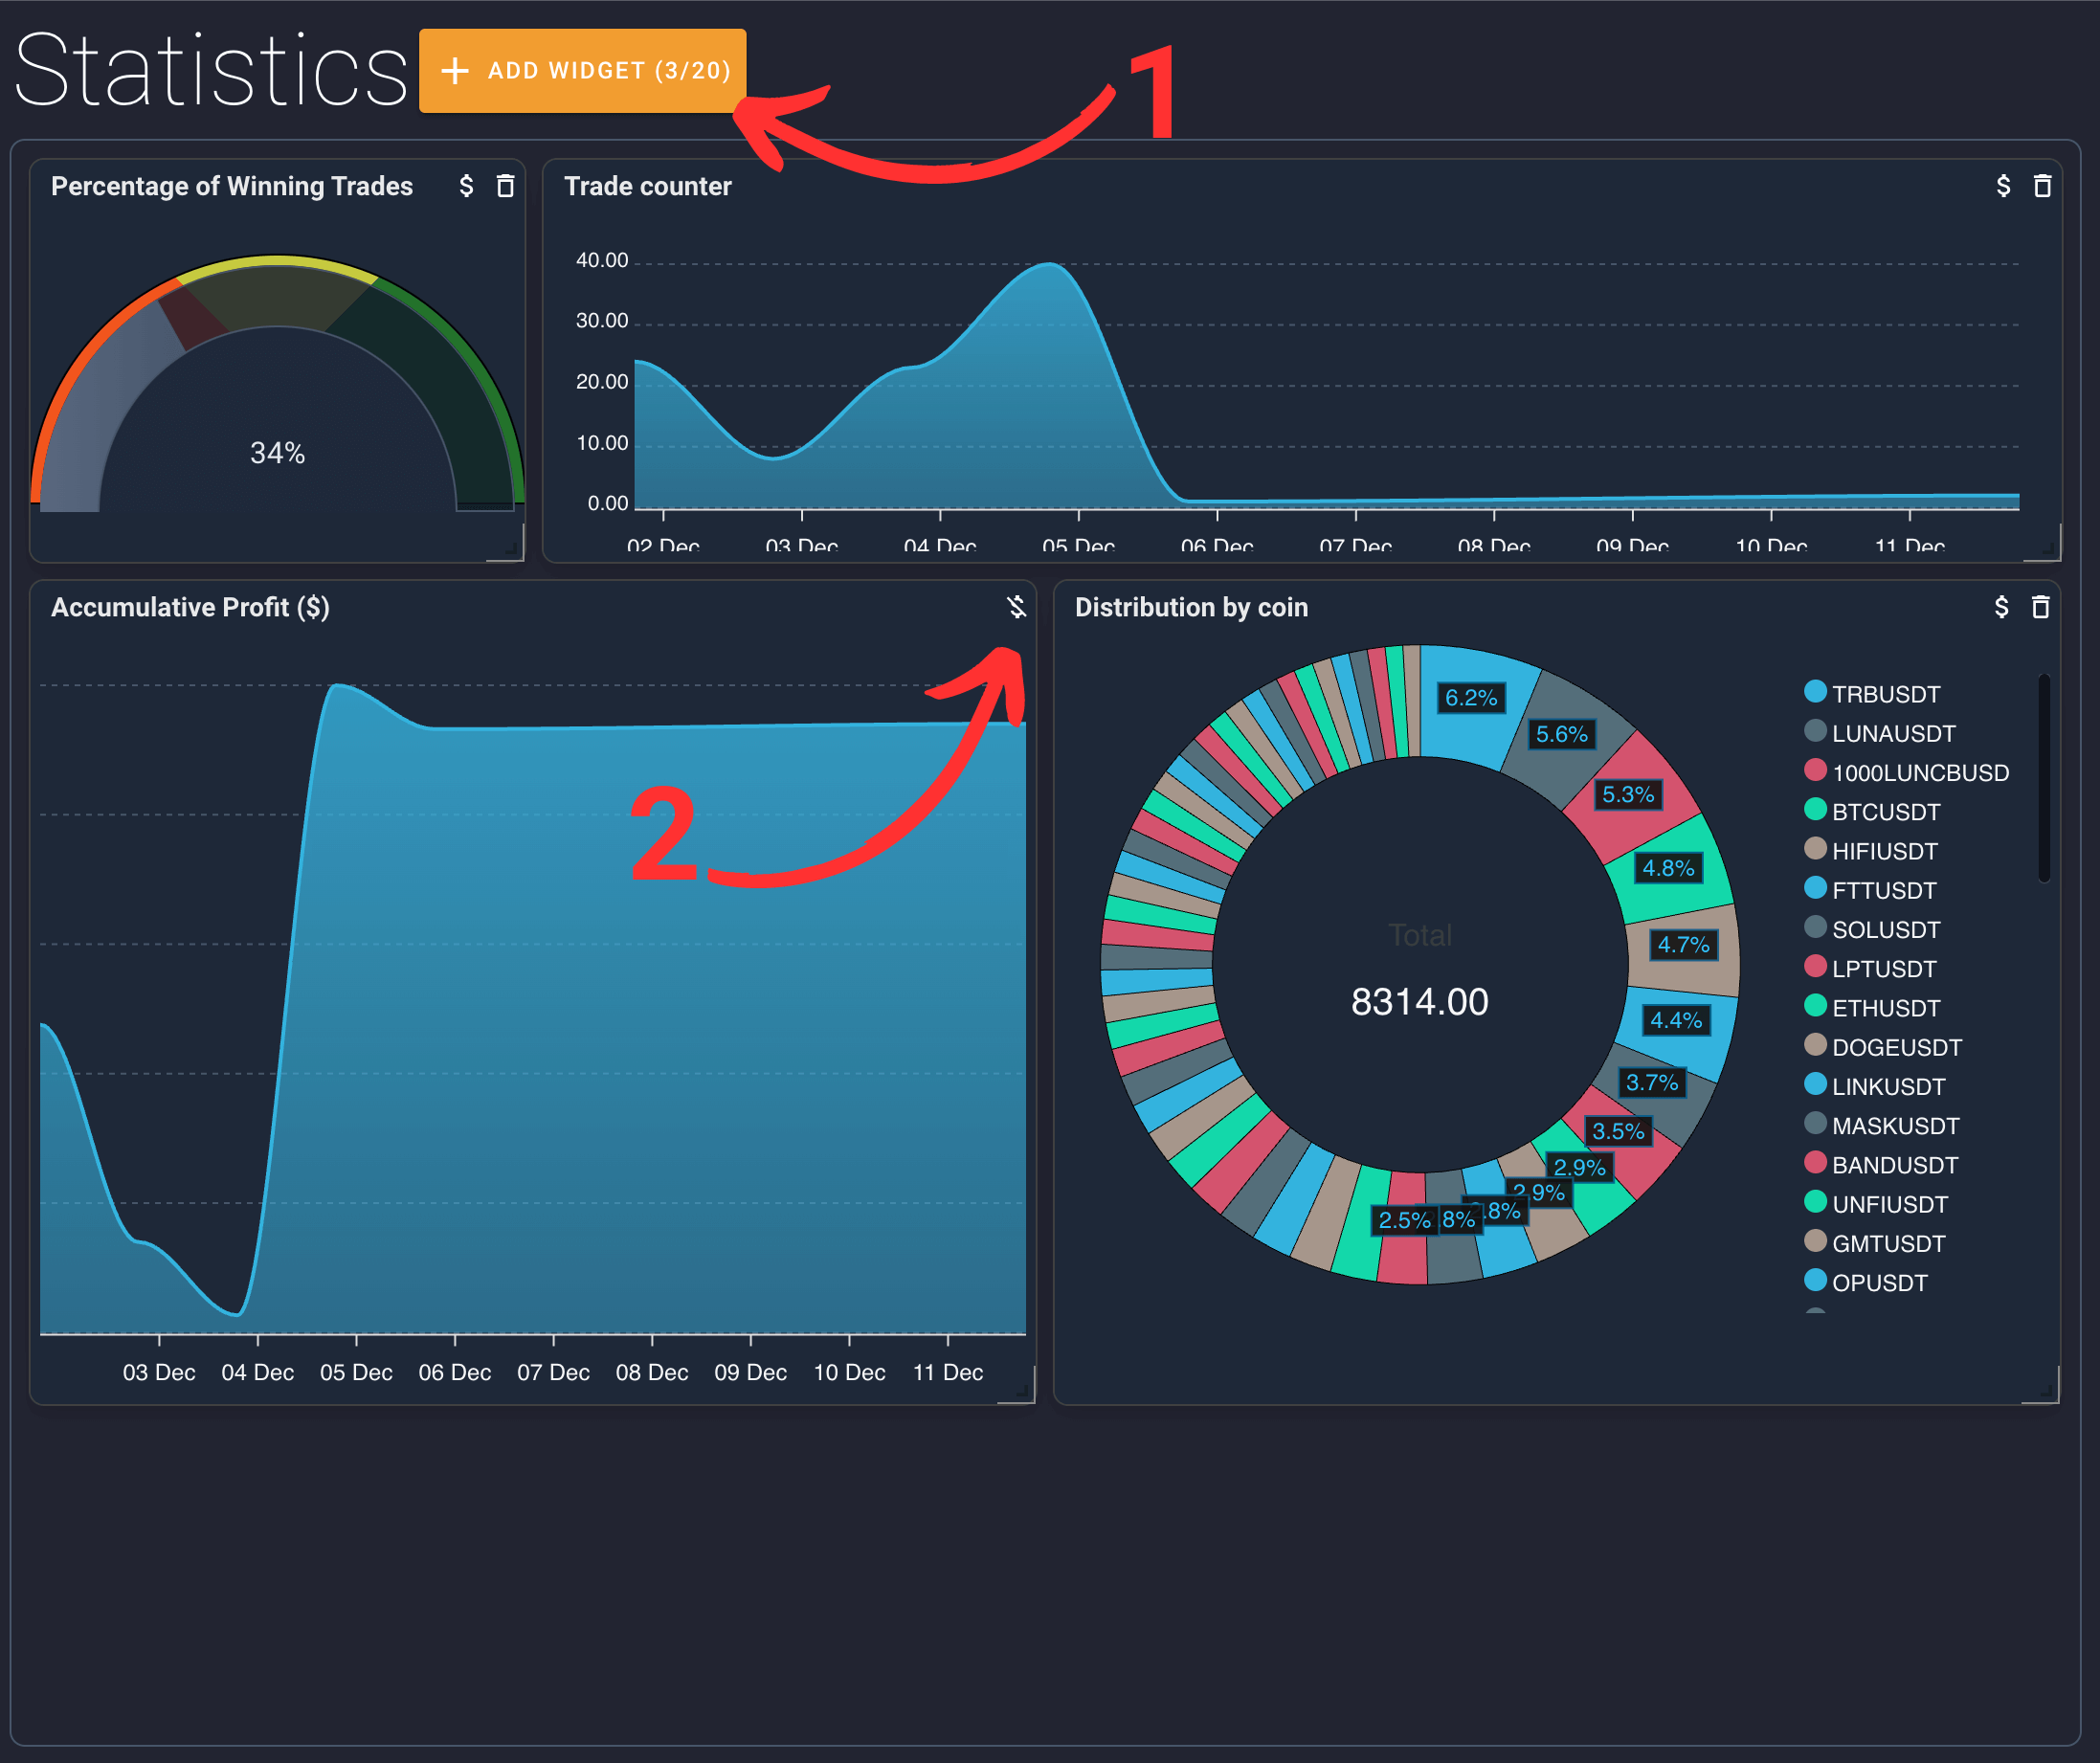 Statistics
+ ADD WIDGET (3/20)
1
Percentage of Winning Trades $
34%
Trade counter $
40.00
30.00
20.00
10.00
0.00
02 Dec 03 Dec 04 Dec 05 Dec 06 Dec 07 Dec 08 Dec 09 Dec 10 Dec 11 Dec
Accumulative Profit ($)
2
03 Dec 04 Dec 05 Dec 06 Dec 07 Dec 08 Dec 09 Dec 10 Dec 11 Dec
Distribution by coin $
6.2%
5.6%
5.3%
4.8%
4.7%
4.4%
3.7%
3.5%
2.9%
2.9%
.8%
8%
2.5%
Total
8314.00
TRBUSDT
LUNAUSDT
1000LUNCBUSD
BTCUSDT
HIFIUSDT
FTTUSDT
SOLUSDT
LPTUSDT
ETHUSDT
DOGEUSDT
LINKUSDT
MASKUSDT
BANDUSDT
UNFIUSDT
GMTUSDT
OPUSDT